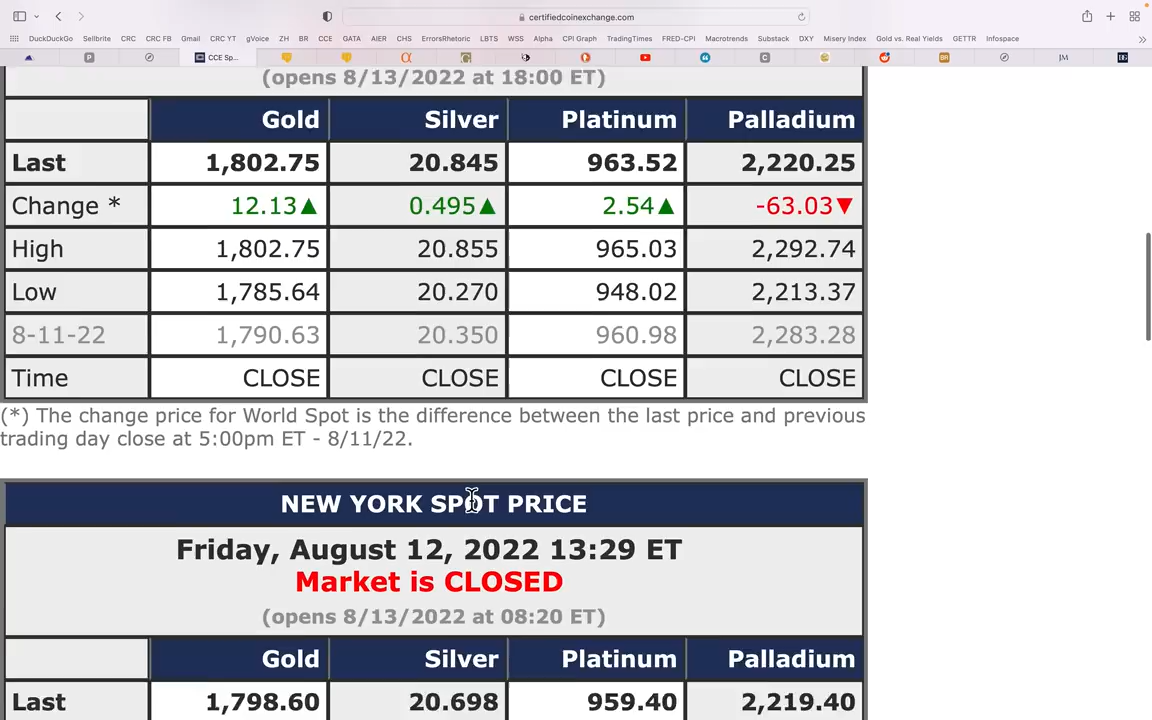 certifiedcoinexchange.com
DuckDuckGo Sellbrite CRC CRC FB Gmail CRC YT gVoice ZH BR CCE GATA AIER CHS ErrorsRhetoric LBTS WSS Alpha CPI Graph TradingTimes FRED-CPI Macrotrends Substack DXY Misery Index Gold vs. Real Yields GETTR Infospace
P CCE Sp... α C BR JM
(opens 8/13/2022 at 18:00 ET)
Gold Silver Platinum Palladium
Last 1,802.75 20.845 963.52 2,220.25
Change * 12.13▲ 0.495▲ 2.54▲ -63.03▼
High 1,802.75 20.855 965.03 2,292.74
Low 1,785.64 20.270 948.02 2,213.37
8-11-22 1,790.63 20.350 960.98 2,283.28
Time CLOSE CLOSE CLOSE CLOSE
(*) The change price for World Spot is the difference between the last price and previous
trading day close at 5:00pm ET - 8/11/22.
NEW YORK SPOT PRICE
Friday, August 12, 2022 13:29 ET
Market is CLOSED
(opens 8/13/2022 at 08:20 ET)
Gold Silver Platinum Palladium
Last 1,798.60 20.698 959.40 2,219.40